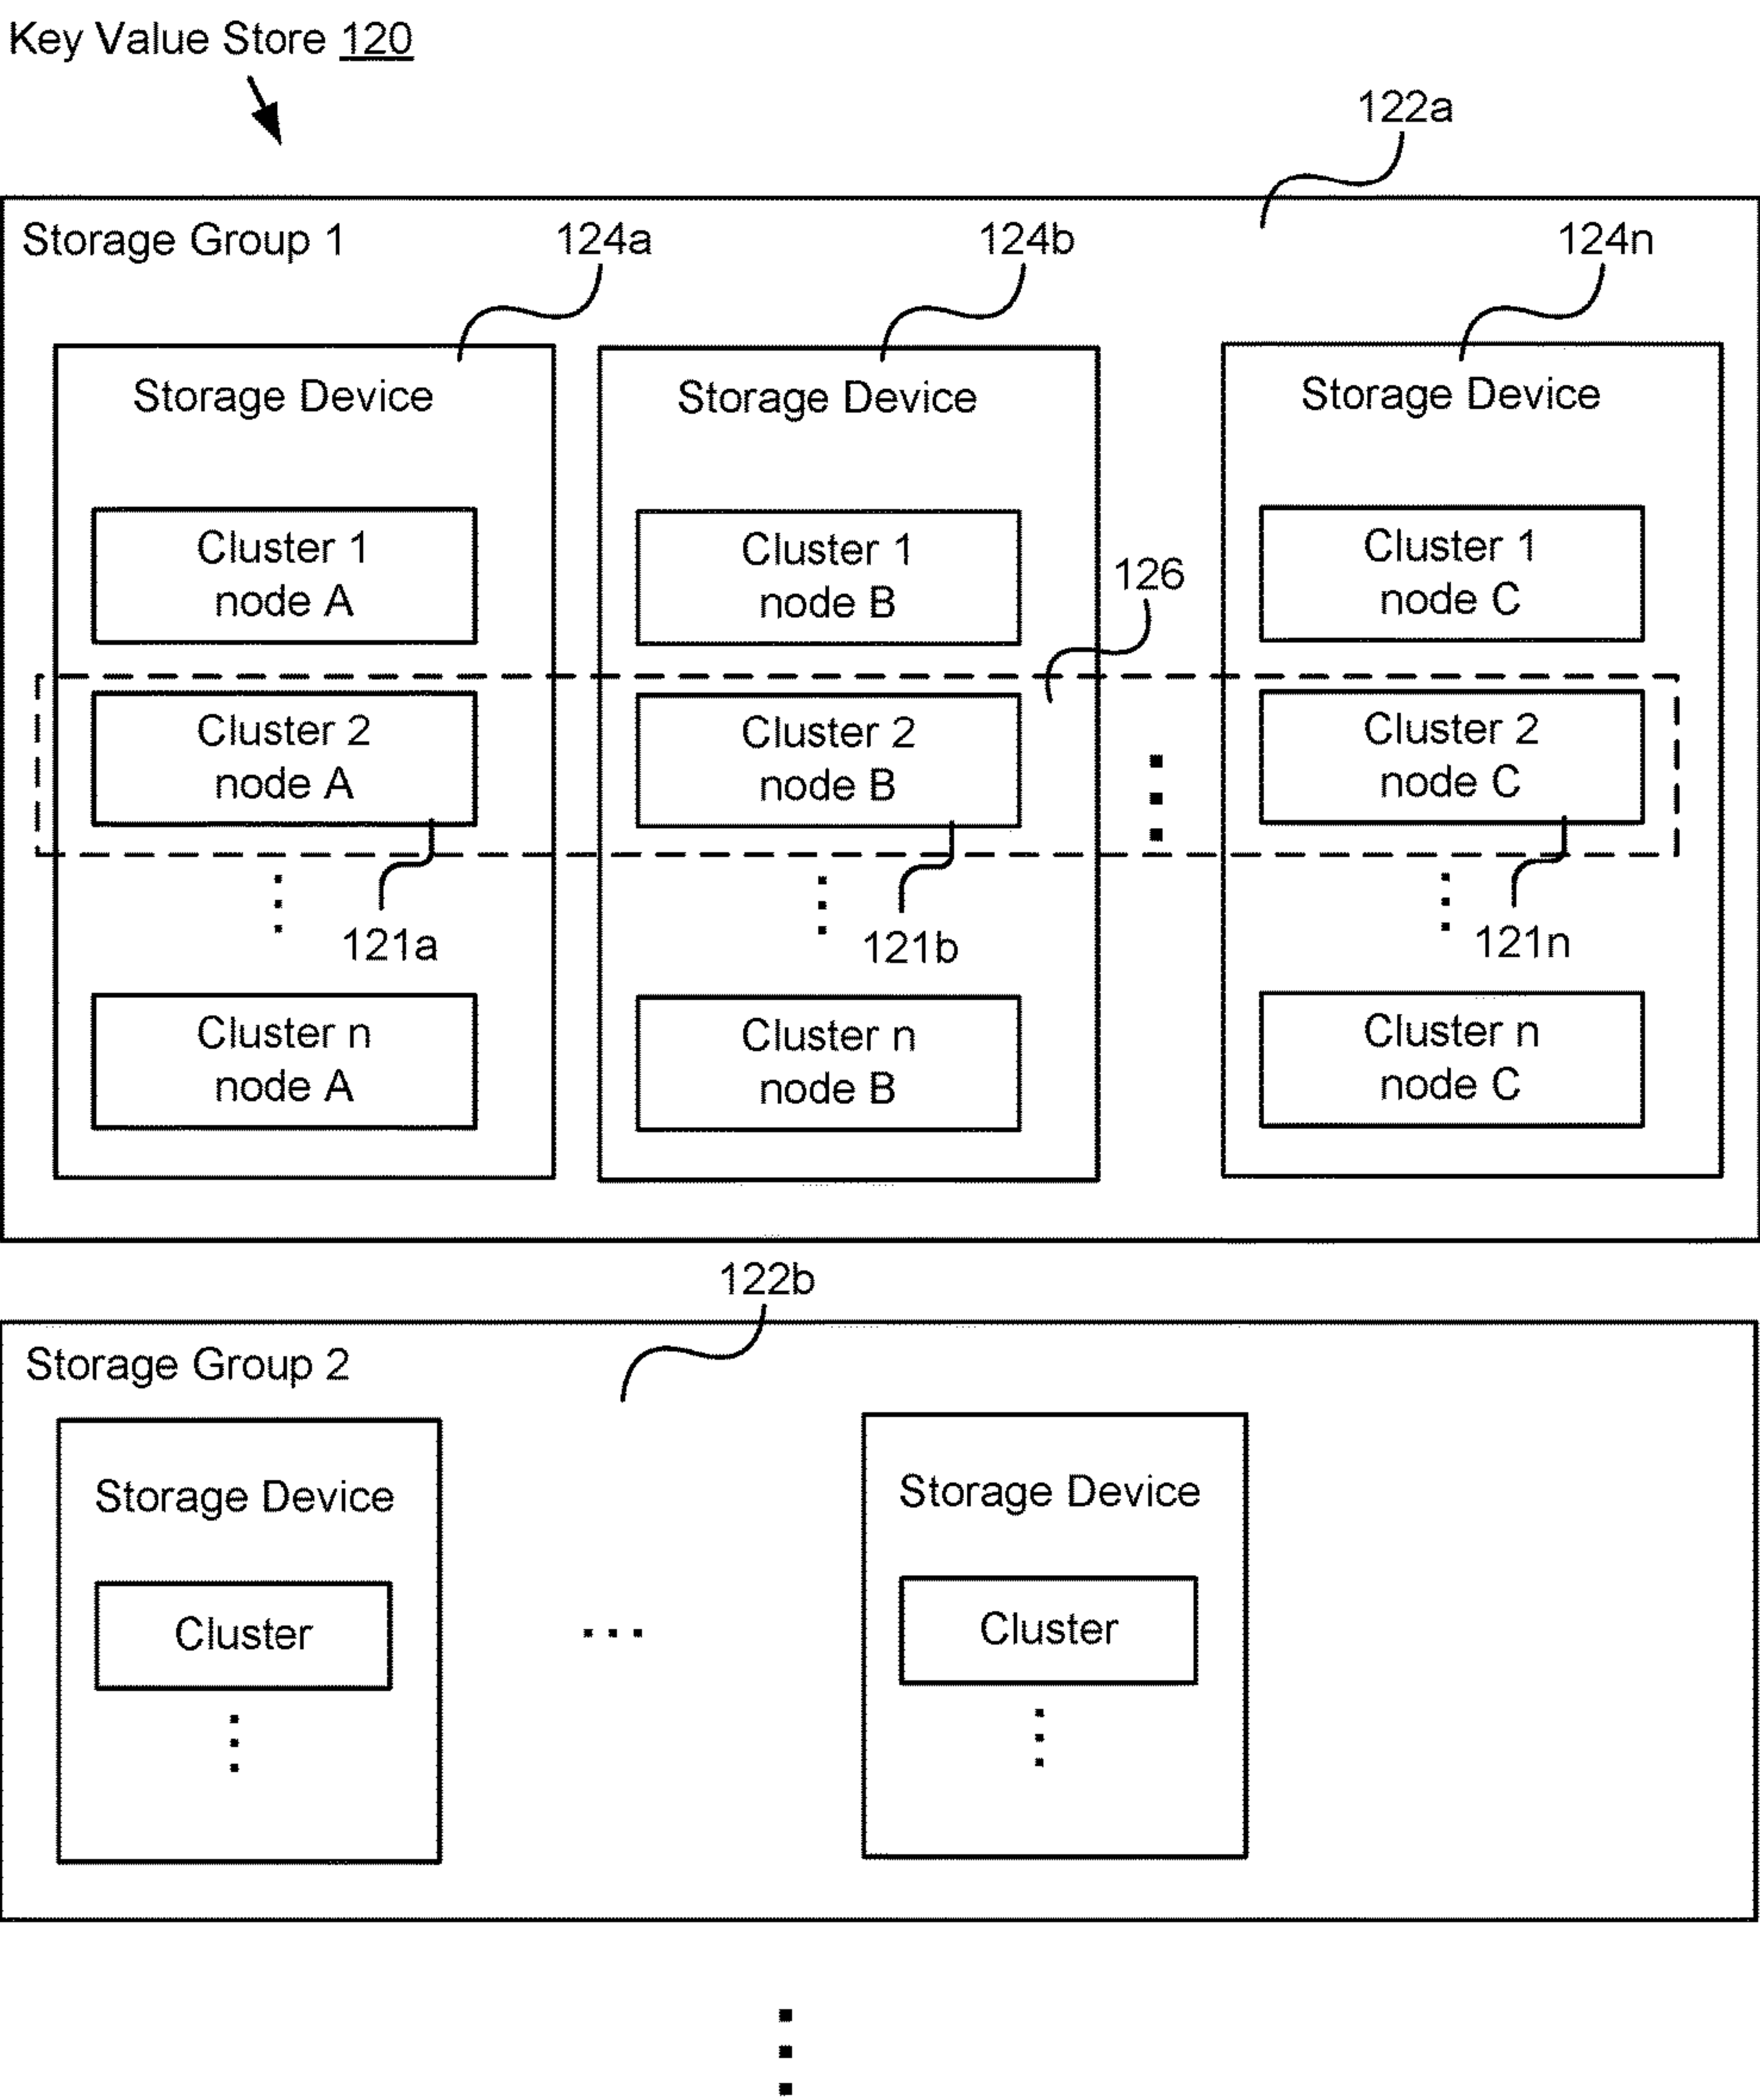 Key Value Store 120
122a
Storage Group 1
124a
124b
124n
Storage Device
Storage Device
Storage Device
Cluster 1
node A
Cluster 1
node B
Cluster 1
node C
126
Cluster 2
node A
Cluster 2
node B
Cluster 2
node C
121a
121b
121n
Cluster n
node A
Cluster n
node B
Cluster n
node C
122b
Storage Group 2
Storage Device
Storage Device
Cluster
Cluster